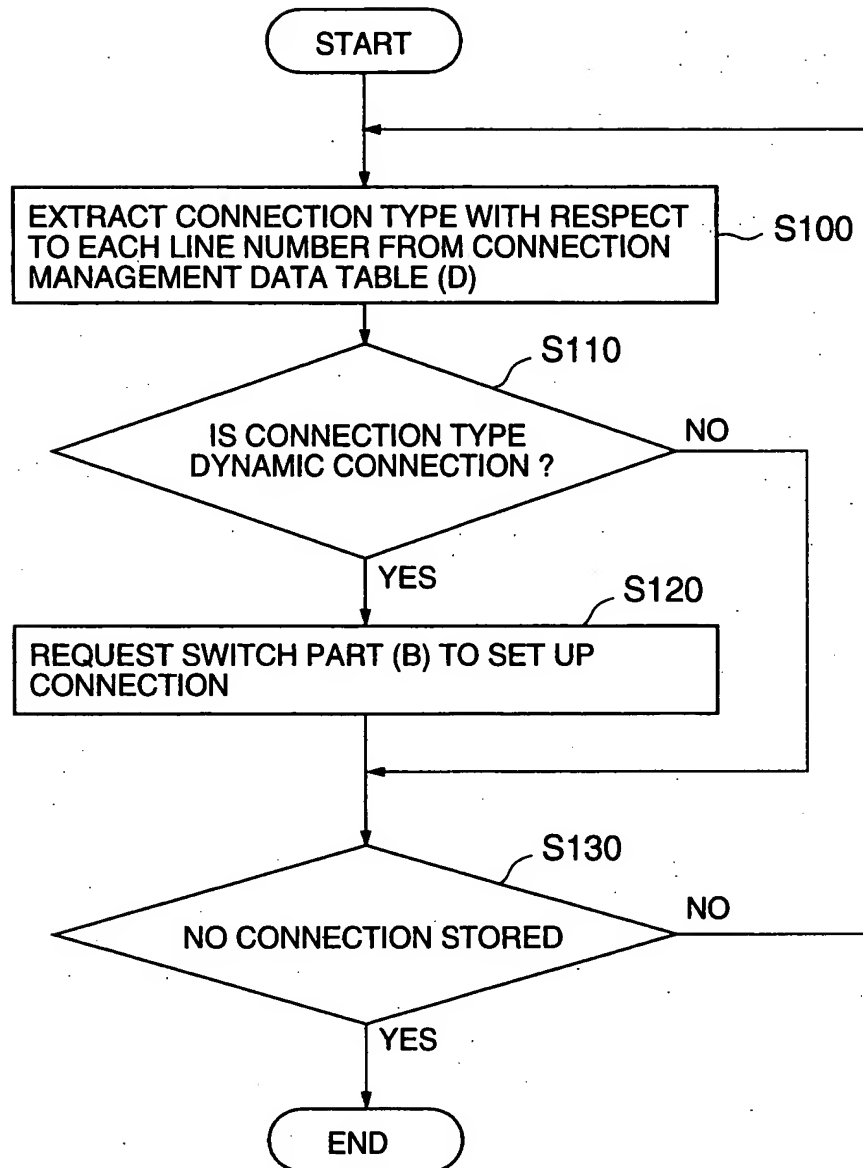 START
EXTRACT CONNECTION TYPE WITH RESPECT
TO EACH LINE NUMBER FROM CONNECTION
MANAGEMENT DATA TABLE (D)
S100
S110
IS CONNECTION TYPE
DYNAMIC CONNECTION ?
NO
YES
S120
REQUEST SWITCH PART (B) TO SET UP
CONNECTION
S130
NO CONNECTION STORED
NO
YES
END